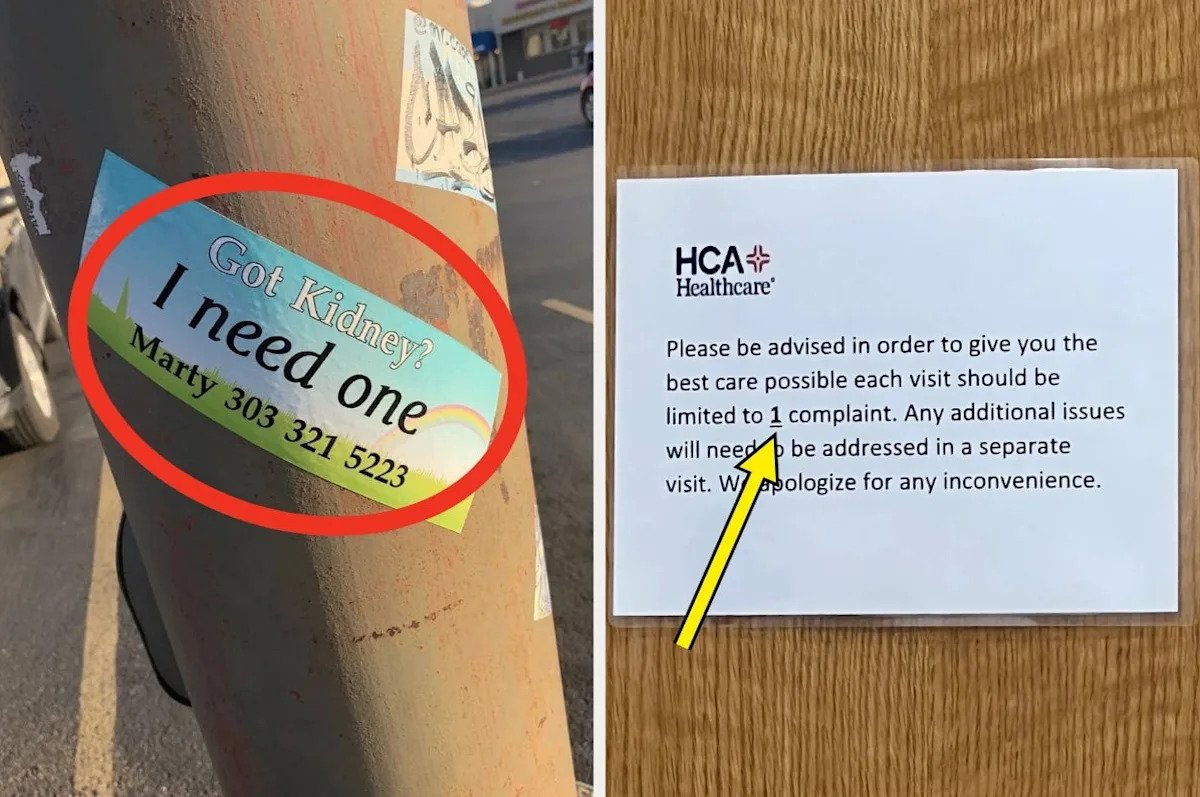 Got Kidney?
I need one
Marty 303 321 5223
HCA
Healthcare®
Please be advised in order to give you the
best care possible each visit should be
limited to 1 complaint. Any additional issues
will need to be addressed in a separate
visit. We apologize for any inconvenience.